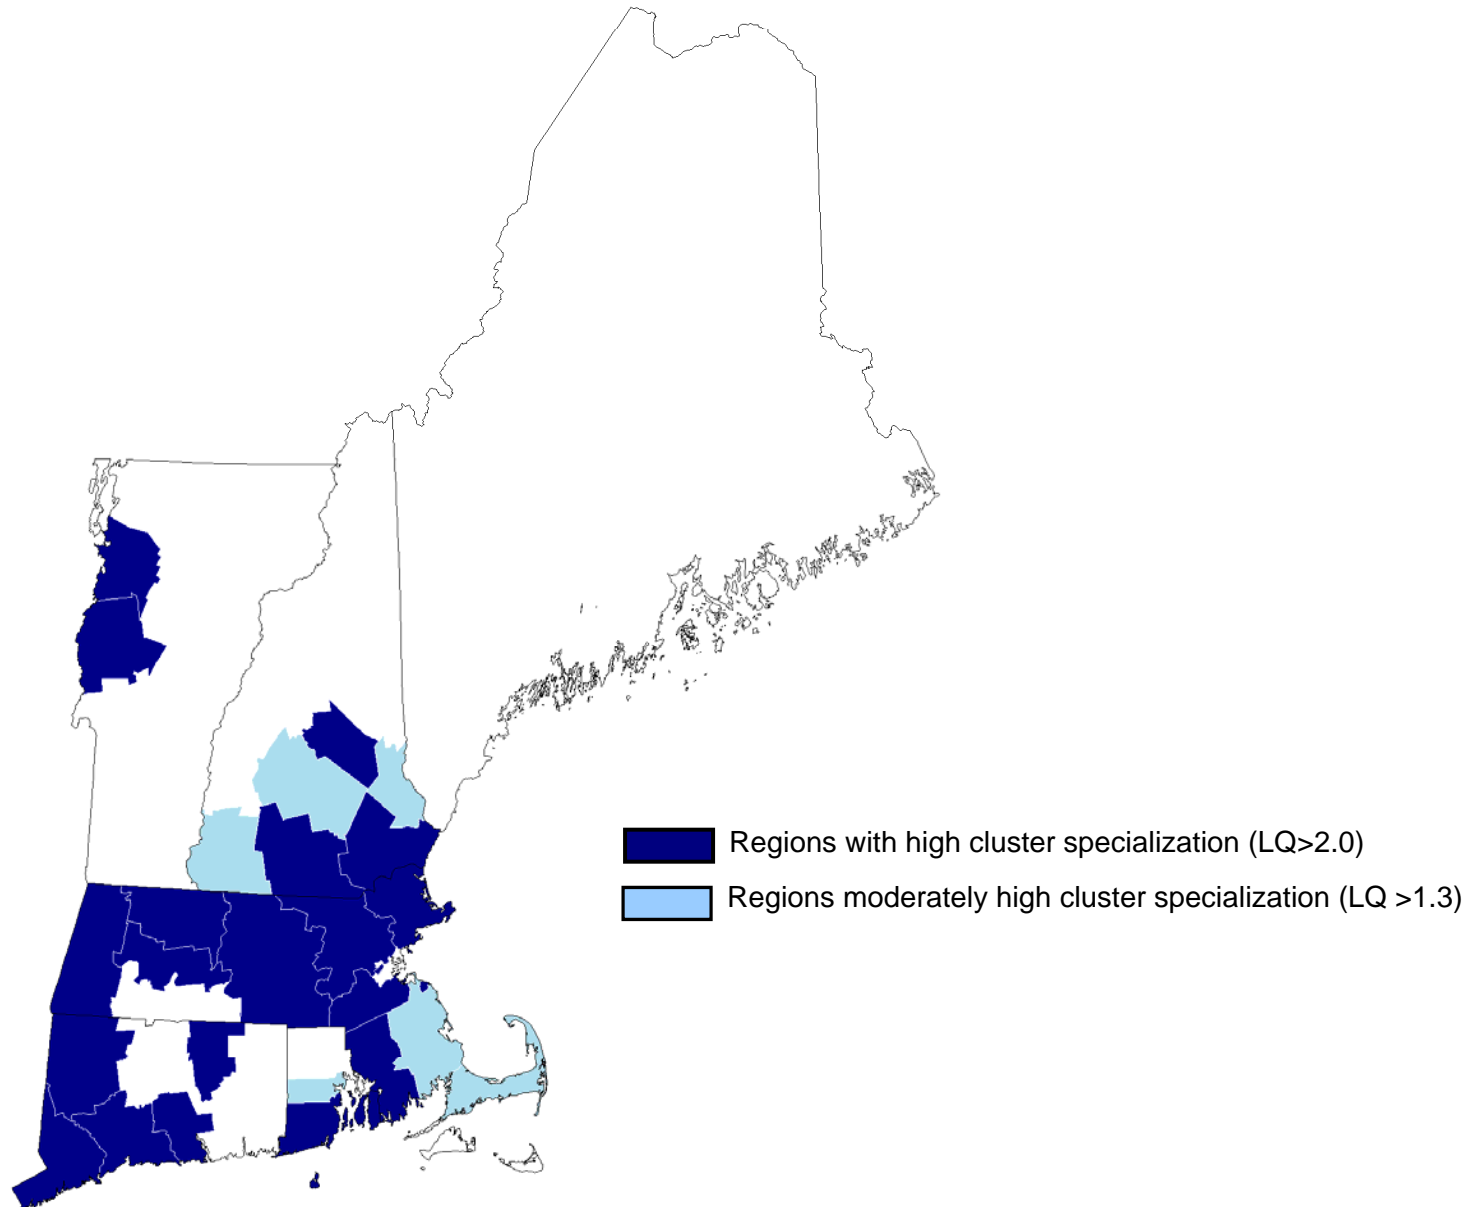 Regions with high cluster specialization (LQ>2.0)
Regions moderately high cluster specialization (LQ >1.3)